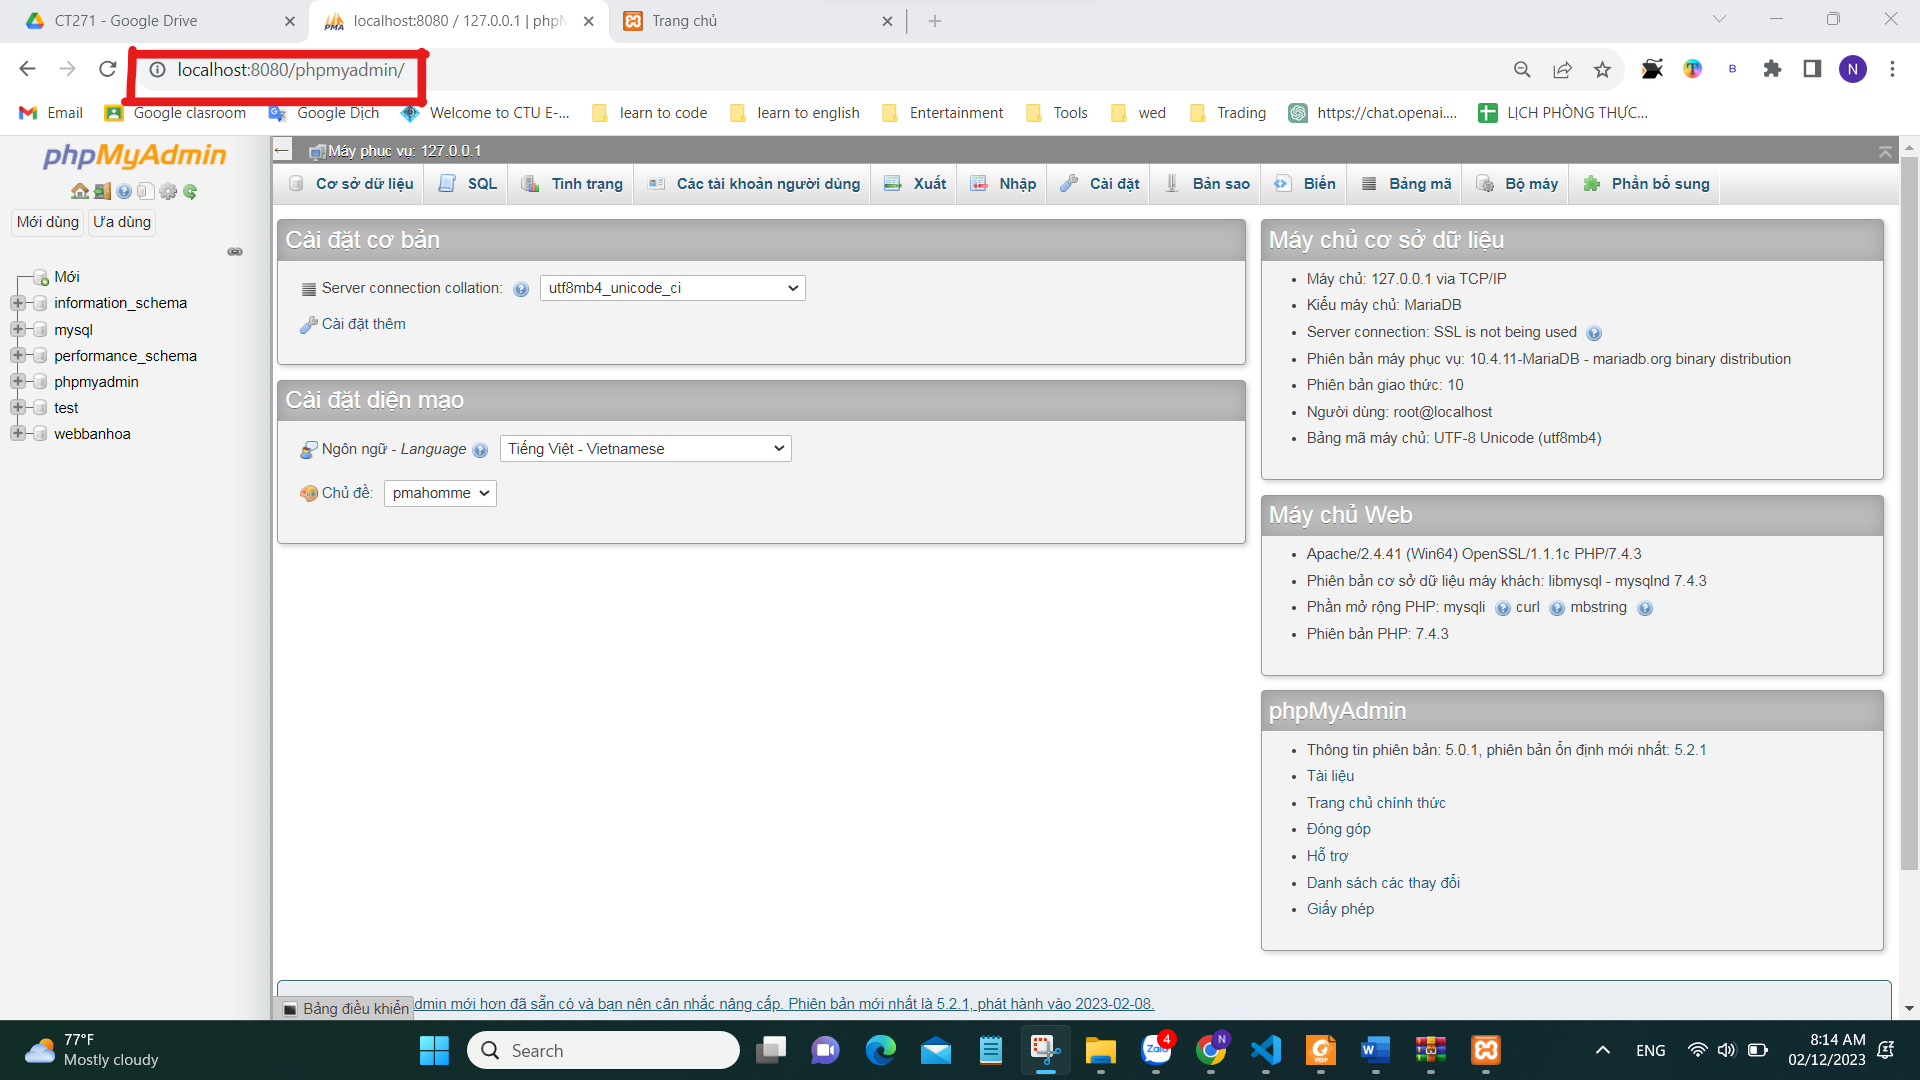 CT271 - Google Drive
localhost:8080 / 127.0.0.1 | phpM
Trang chủ
localhost:8080/phpmyadmin/
N
Email
Google clasroom
Google Dịch
Welcome to CTU E-...
learn to code
learn to english
Entertainment
Tools
wed
Trading
https://chat.openai....
LỊCH PHÒNG THỰC...
phpMyAdmin
Mới dùng
Ưa dùng
Mới
information_schema
mysql
performance_schema
phpmyadmin
test
webbanhoa
Máy phục vụ: 127.0.0.1
Cơ sở dữ liệu
SQL
Tình trạng
Các tài khoản người dùng
Xuất
Nhập
Cài đặt
Bản sao
Biến
Bảng mã
Bộ máy
Phần bổ sung
Cài đặt cơ bản
Server connection collation:
utf8mb4_unicode_ci
Cài đặt thêm
Cài đặt diện mạo
Ngôn ngữ - Language
Tiếng Việt - Vietnamese
Chủ đề:
pmahomme
Máy chủ cơ sở dữ liệu
Máy chủ: 127.0.0.1 via TCP/IP
Kiểu máy chủ: MariaDB
Server connection: SSL is not being used
Phiên bản máy phục vụ: 10.4.11-MariaDB - mariadb.org binary distribution
Phiên bản giao thức: 10
Người dùng: root@localhost
Bảng mã máy chủ: UTF-8 Unicode (utf8mb4)
Máy chủ Web
Apache/2.4.41 (Win64) OpenSSL/1.1.1c PHP/7.4.3
Phiên bản cơ sở dữ liệu máy khách: libmysql - mysqlnd 7.4.3
Phần mở rộng PHP: mysqli curl mbstring
Phiên bản PHP: 7.4.3
phpMyAdmin
Thông tin phiên bản: 5.0.1, phiên bản ổn định mới nhất: 5.2.1
Tài liệu
Trang chủ chính thức
Đóng góp
Hỗ trợ
Danh sách các thay đổi
Giấy phép
Bảng điều khiển
dmin mới hơn đã sẵn có và bạn nên cân nhắc nâng cấp. Phiên bản mới nhất là 5.2.1, phát hành vào 2023-02-08.
77°F
Mostly cloudy
Search
Zalo
4
N
ENG
8:14 AM
02/12/2023